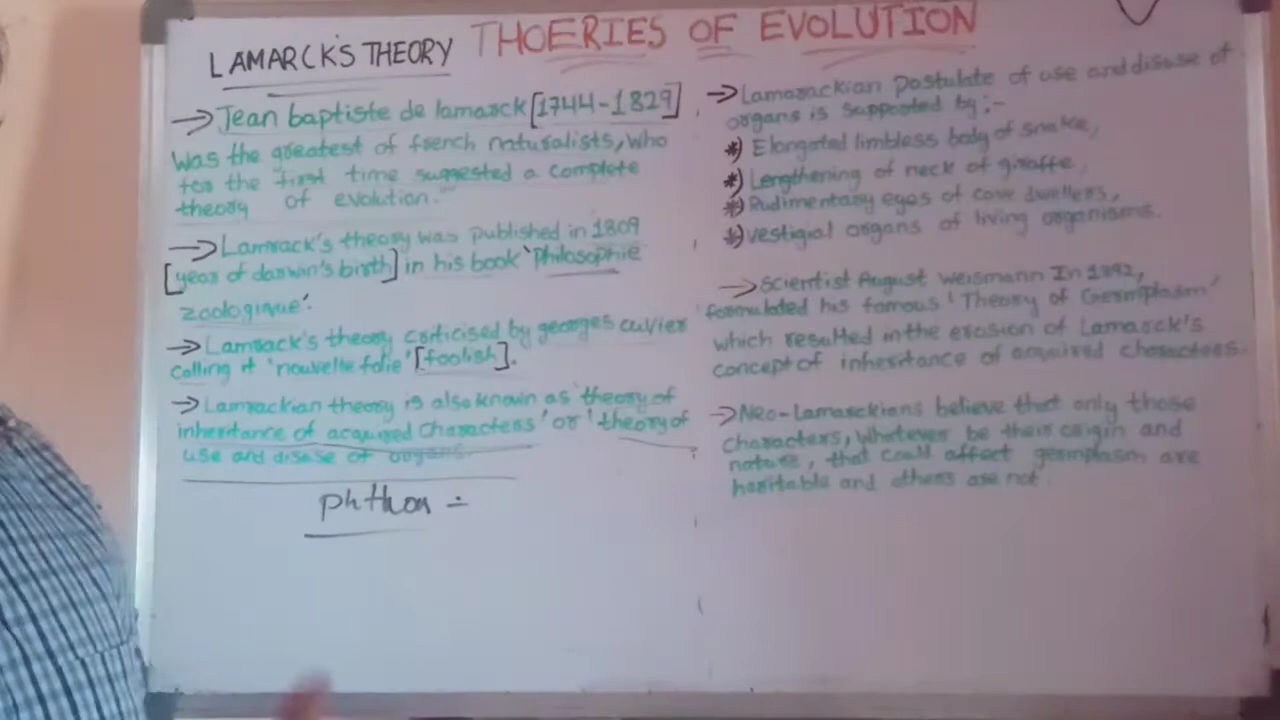 THOERIES OF EVOLUTION
LAMARCK'S THEORY
→ Jean baptiste de lamarck [1744-1829]
was the greatest of french naturalists, who
for the "first time suggested a complete
theory of evolution."
→ Lamrack's theory was published in 1809
[year of darwin's birth] in his book 'Philosophie
zoologique'.
→ Lamrack's theory criticised by georges cuvier
calling it 'nouvelle folie' [foolish].
→ Lamrackian theory is also known as 'theory of
inheritance of acquired characters' or 'theory of
use and disese of organs.
phthon =
→ Lamarackian Postulate of use and disese of
organs is supported by:-
*) Elongated limbless body of snake,
*) Lengthening of neck of giraffe,
*) Rudimentary eyes of cave dwellers,
*) vestigial organs of living organisms.
→ Scientist August weismann In 1892,
formulated his famous 'Theory of Germplasm'
which resulted in the erosion of Lamarck's
concept of inheritance of acquired characters.
→ Neo-Lamarckians believe that only those
characters, whatever be their origin and
nature, that could affect germplasm are
heritable and others are not.